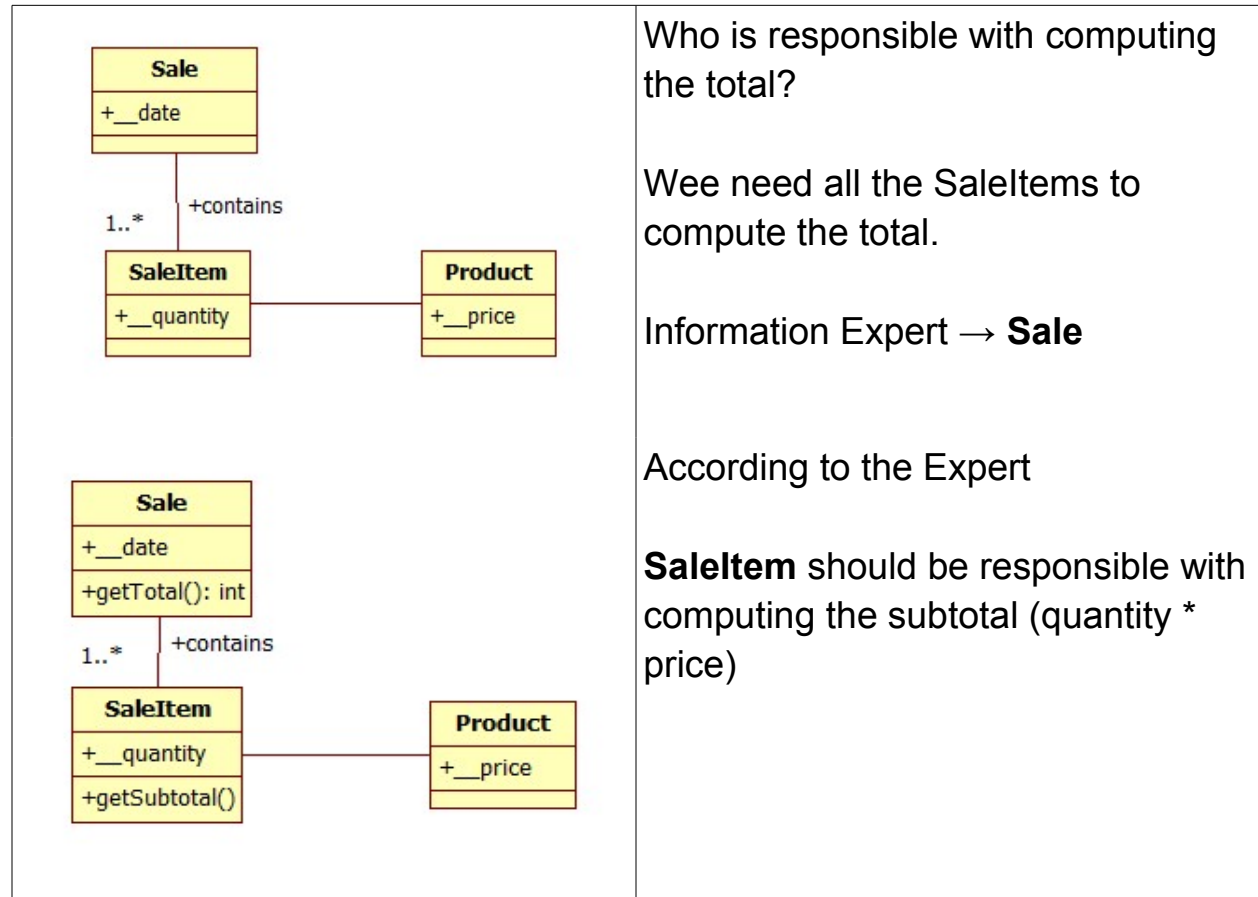 Sale
+__date
+contains
1..*
SaleItem
+__quantity
Product
+__price
Who is responsible with computing
the total?
Wee need all the SaleItems to
compute the total.
Information Expert → Sale
Sale
+__date
+getTotal(): int
+contains
1..*
SaleItem
+__quantity
+getSubtotal()
Product
+__price
According to the Expert
SaleItem should be responsible with
computing the subtotal (quantity *
price)